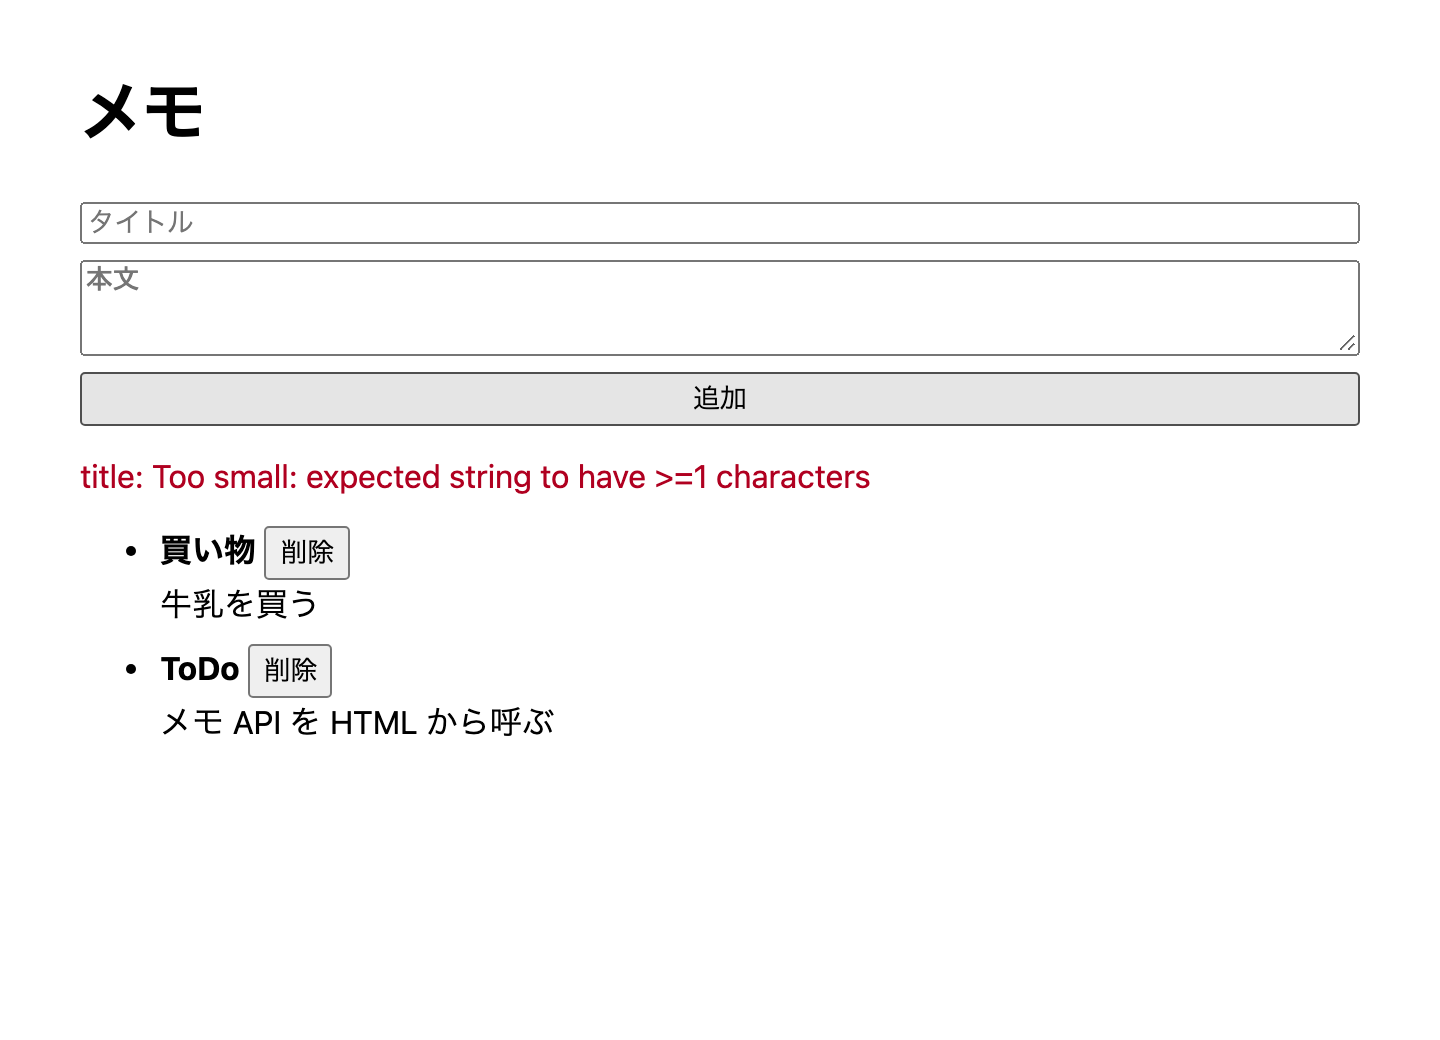 メモ
タイトル
本文
追加
title: Too small: expected string to have >=1 characters
買い物 削除
牛乳を買う
ToDo 削除
メモ API を HTML から呼ぶ